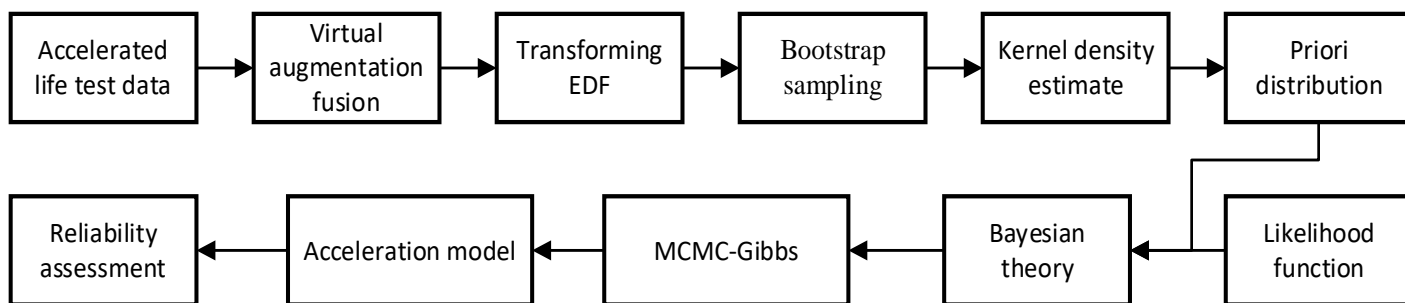 Accelerated
life test data
Virtual
augmentation
fusion
Transforming
EDF
Bootstrap
sampling
Kernel density
estimate
Priori
distribution
Reliability
assessment
Acceleration model
MCMC-Gibbs
Bayesian
theory
Likelihood
function